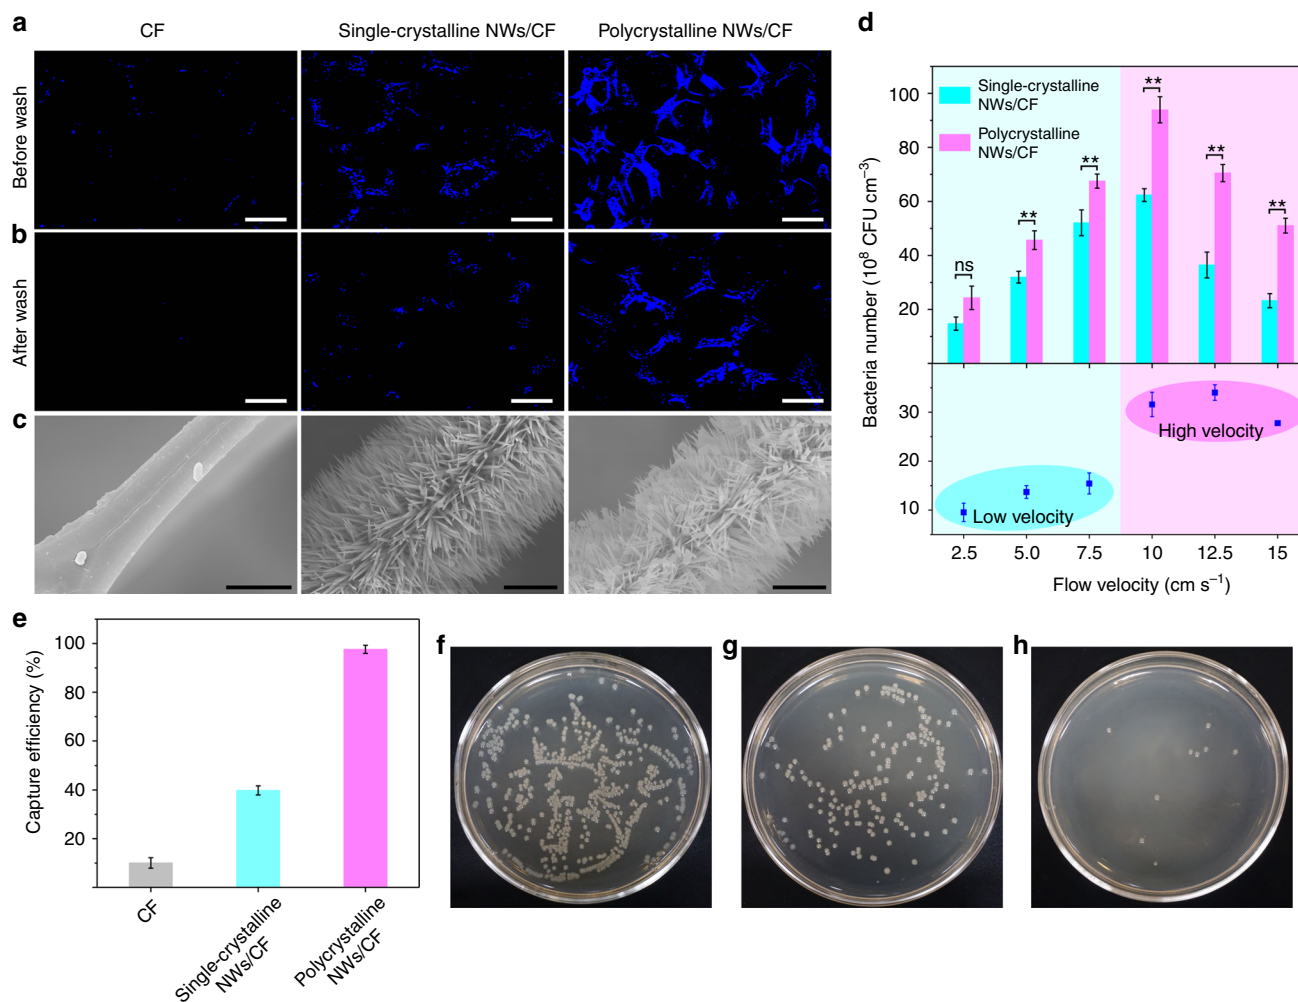 a
CF
Single-crystalline NWs/CF
Polycrystalline NWs/CF
Before wash
b
After wash
c
d
Bacteria number (10⁸ CFU cm⁻³)
100
80
60
40
20
30
20
10
Single-crystalline
NWs/CF
Polycrystalline
NWs/CF
ns
**
**
**
**
**
High velocity
Low velocity
2.5 5.0 7.5 10 12.5 15
Flow velocity (cm s⁻¹)
e
Capture efficiency (%)
100
80
60
40
20
CF
Single-crystalline
NWs/CF
Polycrystalline
NWs/CF
f
g
h